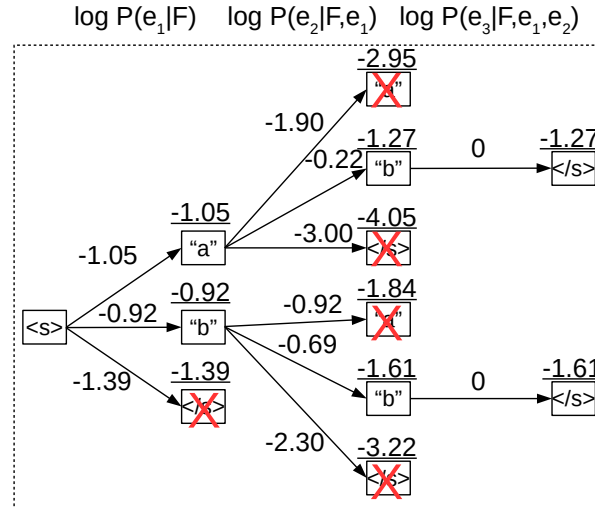 log P(e1|F) log P(e2|F,e1) log P(e3|F,e1,e2)
-2.95
“a”
-1.90
-1.27 -1.27
-0.22 “b” 0 </s>
-1.05 -4.05
“a” -3.00 </s>
-1.05
-0.92 -1.84
<s> -0.92 “b” -0.92 “a”
-0.69
-1.39 -1.39 -1.61 -1.61
</s> “b” 0 </s>
-2.30
-3.22
</s>